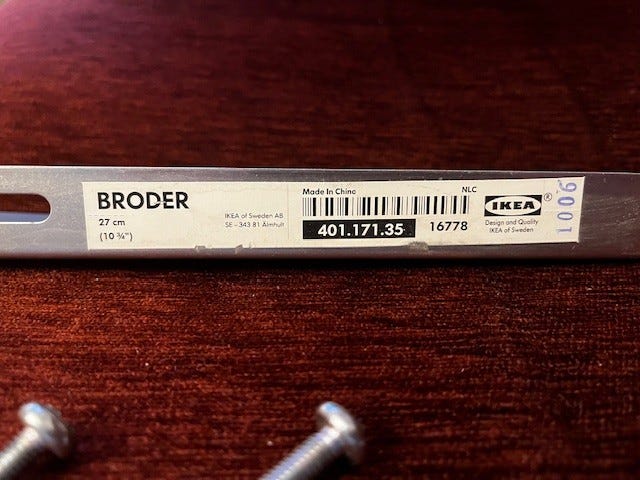 BRODER
27 cm
(10 ¾")
IKEA of Sweden AB
SE - 343 81 Älmhult
Made in China
NLC
401.171.35
16778
IKEA®
Design and Quality
IKEA of Sweden
1006